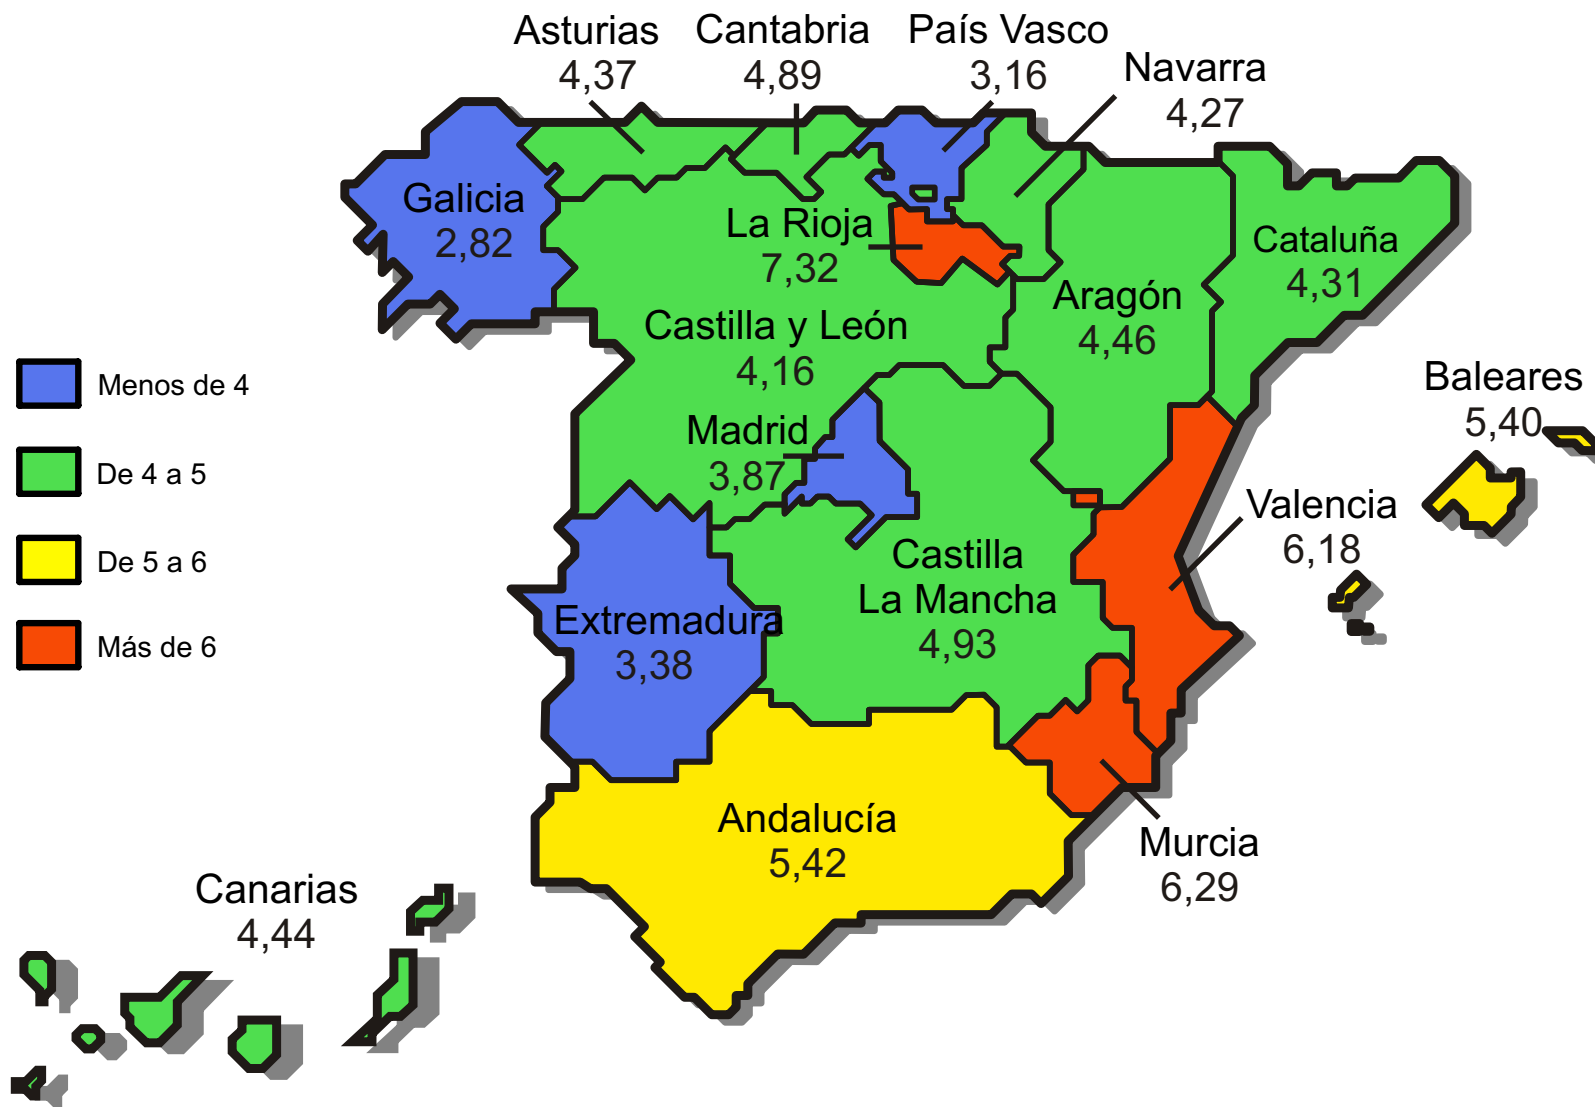 Asturias
4,37
Cantabria
4,89
País Vasco
3,16
Navarra
4,27
Galicia
2,82
La Rioja
7,32
Cataluña
4,31
Aragón
4,46
Castilla y León
4,16
Menos de 4
De 4 a 5
De 5 a 6
Más de 6
Baleares
5,40
Madrid
3,87
Valencia
6,18
Castilla
La Mancha
4,93
Extremadura
3,38
Andalucía
5,42
Murcia
6,29
Canarias
4,44